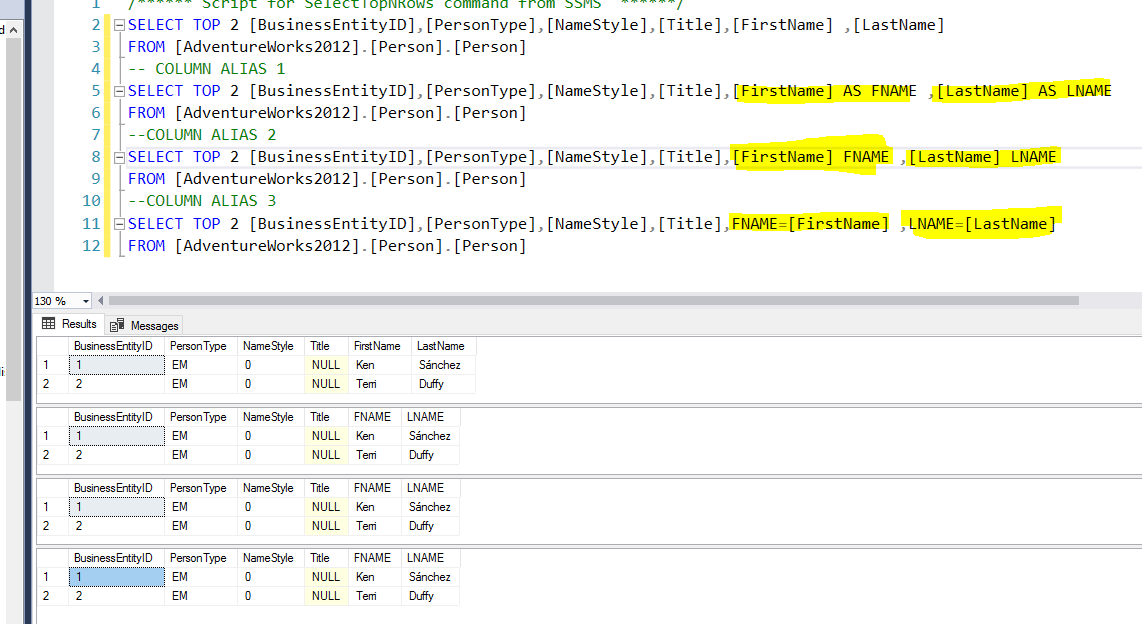 1 /****** Script for SelectTopNRows command from SSMS ******/
2 SELECT TOP 2 [BusinessEntityID],[PersonType],[NameStyle],[Title],[FirstName] ,[LastName]
3 FROM [AdventureWorks2012].[Person].[Person]
4 -- COLUMN ALIAS 1
5 SELECT TOP 2 [BusinessEntityID],[PersonType],[NameStyle],[Title],[FirstName] AS FNAME ,[LastName] AS LNAME
6 FROM [AdventureWorks2012].[Person].[Person]
7 --COLUMN ALIAS 2
8 SELECT TOP 2 [BusinessEntityID],[PersonType],[NameStyle],[Title],[FirstName] FNAME ,[LastName] LNAME
9 FROM [AdventureWorks2012].[Person].[Person]
10 --COLUMN ALIAS 3
11 SELECT TOP 2 [BusinessEntityID],[PersonType],[NameStyle],[Title],FNAME=[FirstName] ,LNAME=[LastName]
12 FROM [AdventureWorks2012].[Person].[Person]
130 %
Results Messages
BusinessEntityID PersonType NameStyle Title FirstName LastName
1 1 EM 0 NULL Ken Sánchez
2 2 EM 0 NULL Terri Duffy
BusinessEntityID PersonType NameStyle Title FNAME LNAME
1 1 EM 0 NULL Ken Sánchez
2 2 EM 0 NULL Terri Duffy
BusinessEntityID PersonType NameStyle Title FNAME LNAME
1 1 EM 0 NULL Ken Sánchez
2 2 EM 0 NULL Terri Duffy
BusinessEntityID PersonType NameStyle Title FNAME LNAME
1 1 EM 0 NULL Ken Sánchez
2 2 EM 0 NULL Terri Duffy